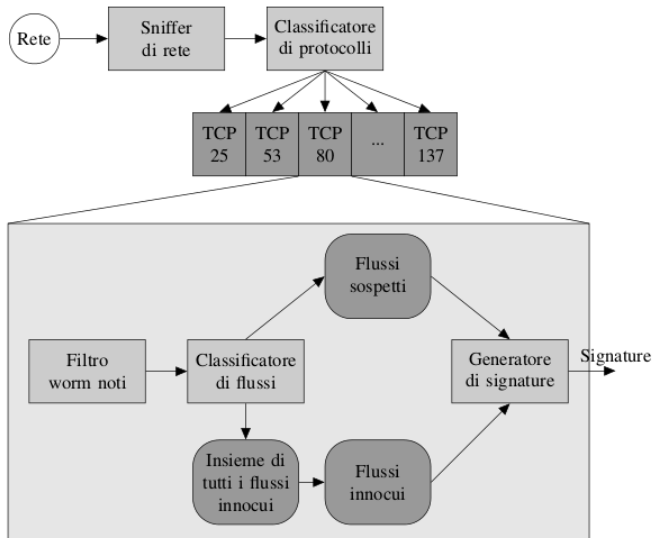 Rete
Sniffer
di rete
Classificatore
di protocolli
TCP
25
TCP
53
TCP
80
...
TCP
137
Flussi
sospetti
Filtro
worm noti
Classificatore
di flussi
Generatore
di signature
Signature
Insieme di
tutti i flussi
innocui
Flussi
innocui